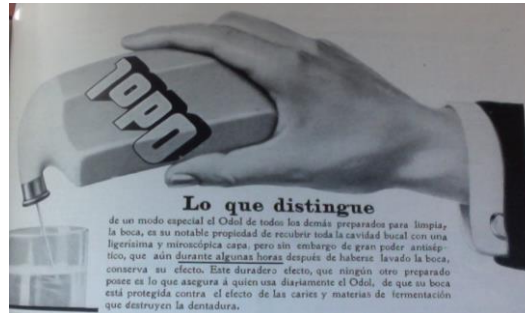 Odol
Lo que distingue
de un modo especial el Odol de todos los demás preparados para limpiar
la boca, es su notable propiedad de recubrir toda la cavidad bucal con una
ligerísima y miroscópica capa, pero sin embargo de gran poder antisép-
tico, que aún durante algunas horas después de haberse lavado la boca,
conserva su efecto. Este duradero efecto, que ningún otro preparado
posee es lo que asegura á quien usa diariamente el Odol, de que su boca
está protegida contra el efecto de las caries y materias de fermentación
que destruyen la dentadura.